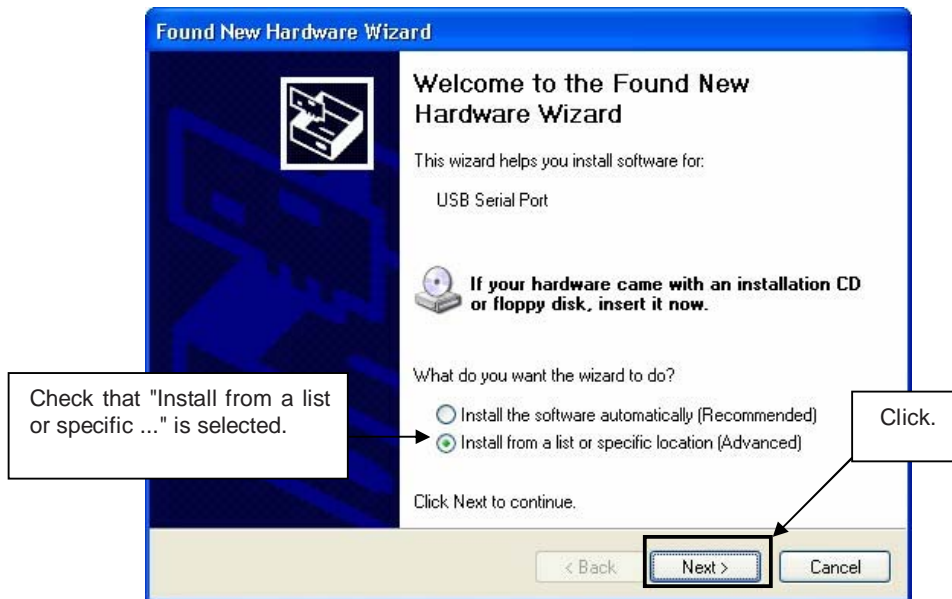 Found New Hardware Wizard
Welcome to the Found New
Hardware Wizard
This wizard helps you install software for:
USB Serial Port
If your hardware came with an installation CD
or floppy disk, insert it now.
What do you want the wizard to do?
Install the software automatically (Recommended)
Install from a list or specific location (Advanced)
Click Next to continue.
< Back
Next >
Cancel
Check that "Install from a list
or specific ..." is selected.
Click.